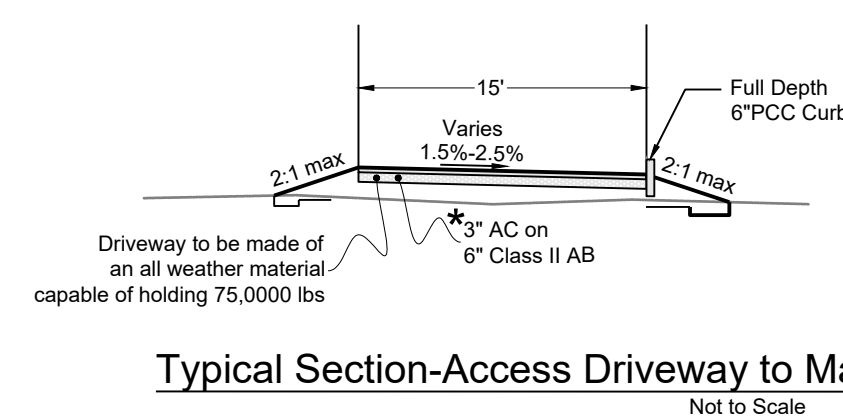 15'
Full Depth
6"PCC Curb
Varies
1.5%-2.5%
2:1 max
2:1 max
*3" AC on
6" Class II AB
Driveway to be made of
an all weather material
capable of holding 75,0000 lbs
Typical Section-Access Driveway to Ma
Not to Scale